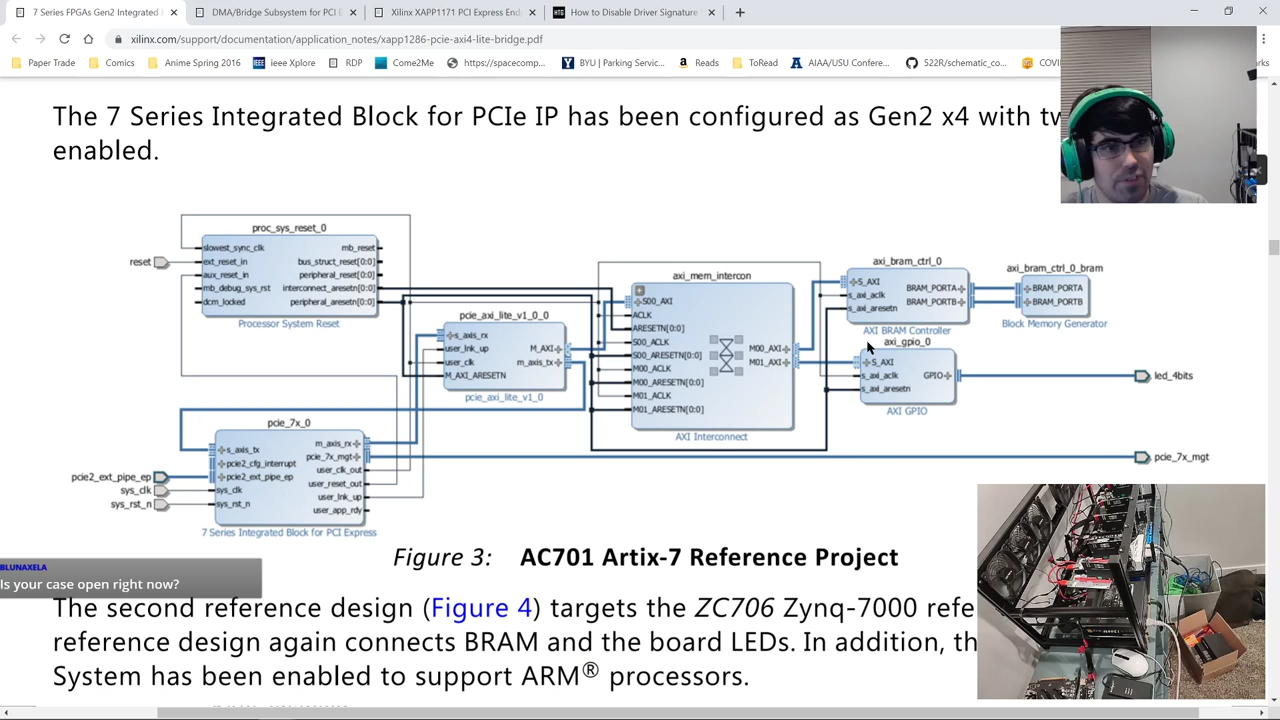 7 Series FPGAs Gen2 Integrated
DMA/Bridge Subsystem for PCI E
Xilinx XAPP1171 PCI Express End
How to Disable Driver Signature
xilinx.com/support/documentation/application_notes/xapp1286-pcie-axi4-lite-bridge.pdf
Paper Trade
Comics
Anime Spring 2016
ieee Xplore
RDP
Come2Me
https://spacecomp...
BYU | Parking Servic...
Reads
ToRead
AIAA/USU Confere...
522R/schematic_co...
COVI
The 7 Series Integrated Block for PCIe IP has been configured as Gen2 x4 with tw
enabled.
proc_sys_reset_0
slowest_sync_clk
mb_reset
reset
ext_reset_in
bus_struct_reset[0:0]
aux_reset_in
peripheral_reset[0:0]
mb_debug_sys_rst
interconnect_aresetn[0:0]
dcm_locked
peripheral_aresetn[0:0]
Processor System Reset
pcie_axi_lite_v1_0_0
s_axis_rx
user_lnk_up
M_AXI
user_clk
m_axis_tx
M_AXI_ARESETN
pcie_axi_lite_v1_0
axi_mem_intercon
S00_AXI
ACLK
ARESETN[0:0]
S00_ACLK
S00_ARESETN[0:0]
M00_ACLK
M00_ARESETN[0:0]
M01_ACLK
M01_ARESETN[0:0]
M00_AXI
M01_AXI
AXI Interconnect
axi_bram_ctrl_0
S_AXI
s_axi_aclk
s_axi_aresetn
BRAM_PORTA
BRAM_PORTB
AXI BRAM Controller
axi_bram_ctrl_0_bram
BRAM_PORTA
BRAM_PORTB
Block Memory Generator
axi_gpio_0
S_AXI
s_axi_aclk
s_axi_aresetn
GPIO
AXI GPIO
led_4bits
pcie_7x_0
s_axis_tx
pcie2_cfg_interrupt
pcie2_ext_pipe_ep
sys_clk
sys_rst_n
m_axis_rx
pcie_7x_mgt
user_clk_out
user_reset_out
user_lnk_up
user_app_rdy
7 Series Integrated Block for PCI Express
pcie2_ext_pipe_ep
sys_clk
sys_rst_n
pcie_7x_mgt
Figure 3: AC701 Artix-7 Reference Project
BLUNAXELA
Is your case open right now?
The second reference design (Figure 4) targets the ZC706 Zynq-7000 refe
reference design again connects BRAM and the board LEDs. In addition, th
System has been enabled to support ARM® processors.